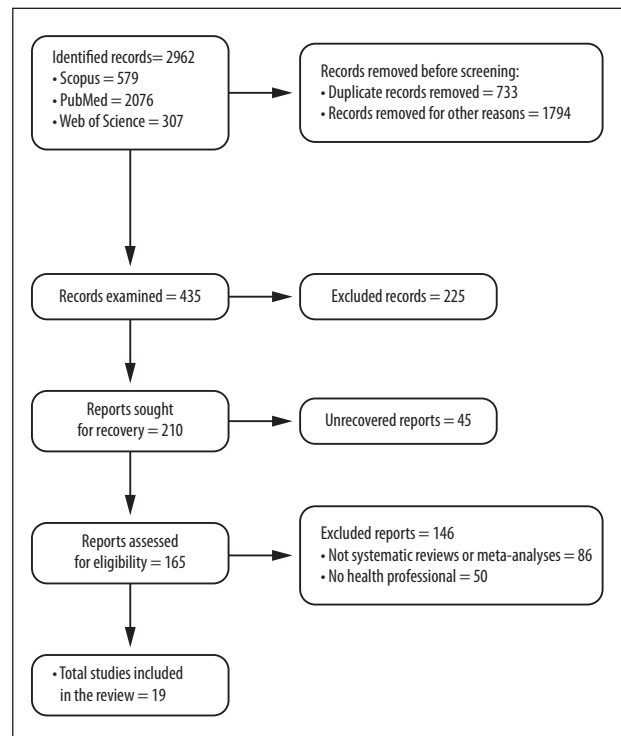 Identified records= 2962
• Scopus = 579
• PubMed = 2076
• Web of Science = 307
Records removed before screening:
• Duplicate records removed = 733
• Records removed for other reasons = 1794
Records examined = 435
Excluded records = 225
Reports sought
for recovery = 210
Unrecovered reports = 45
Reports assessed
for eligibility = 165
Excluded reports = 146
• Not systematic reviews or meta-analyses = 86
• No health professional = 50
• Total studies included
in the review = 19